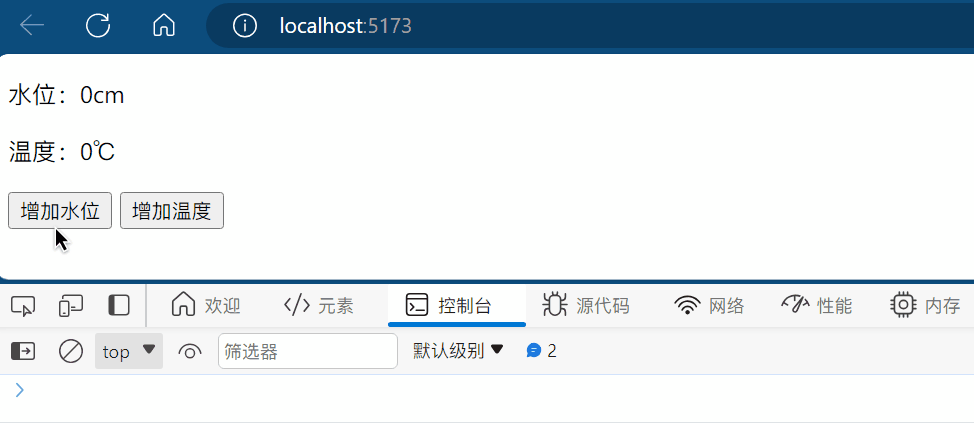 localhost:5173
水位：0cm
温度：0℃
增加水位 增加温度
欢迎 元素 控制台 源代码 网络 性能 内存
top 筛选器 默认级别 2